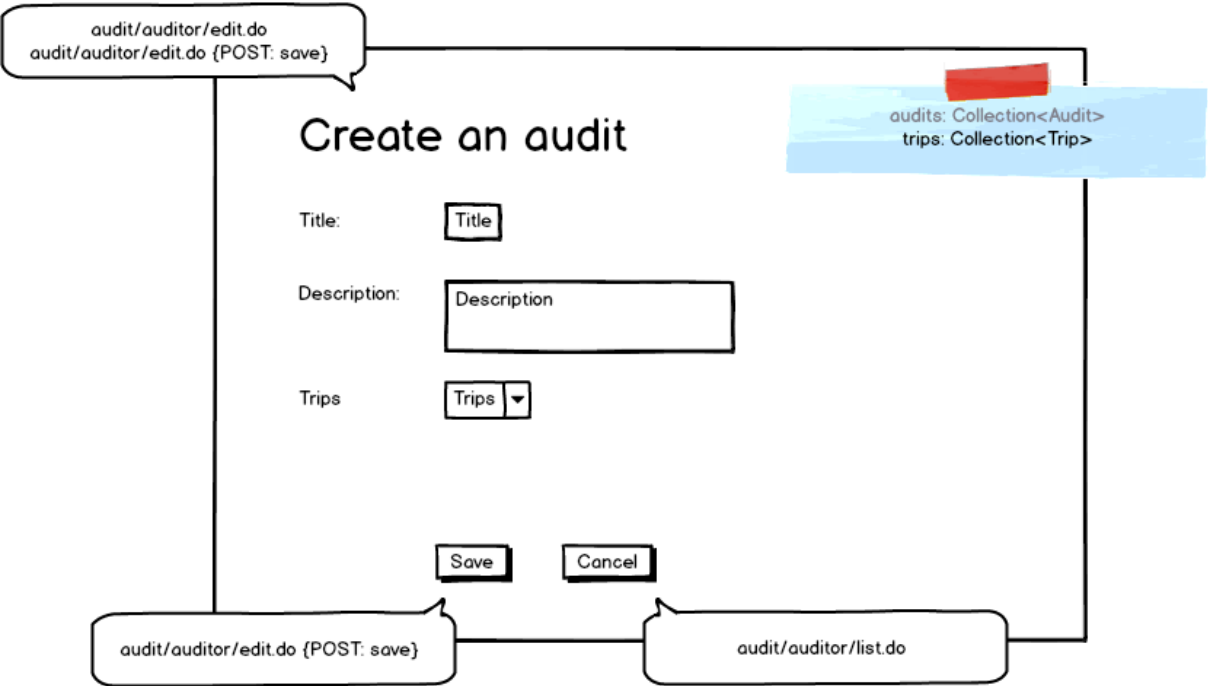 audit/auditor/edit.do
audit/auditor/edit.do {POST: save}
audits: Collection<Audit>
trips: Collection<Trip>
Create an audit
Title: Title
Description: Description
Trips Trips
Save Cancel
audit/auditor/edit.do {POST: save}
audit/auditor/list.do